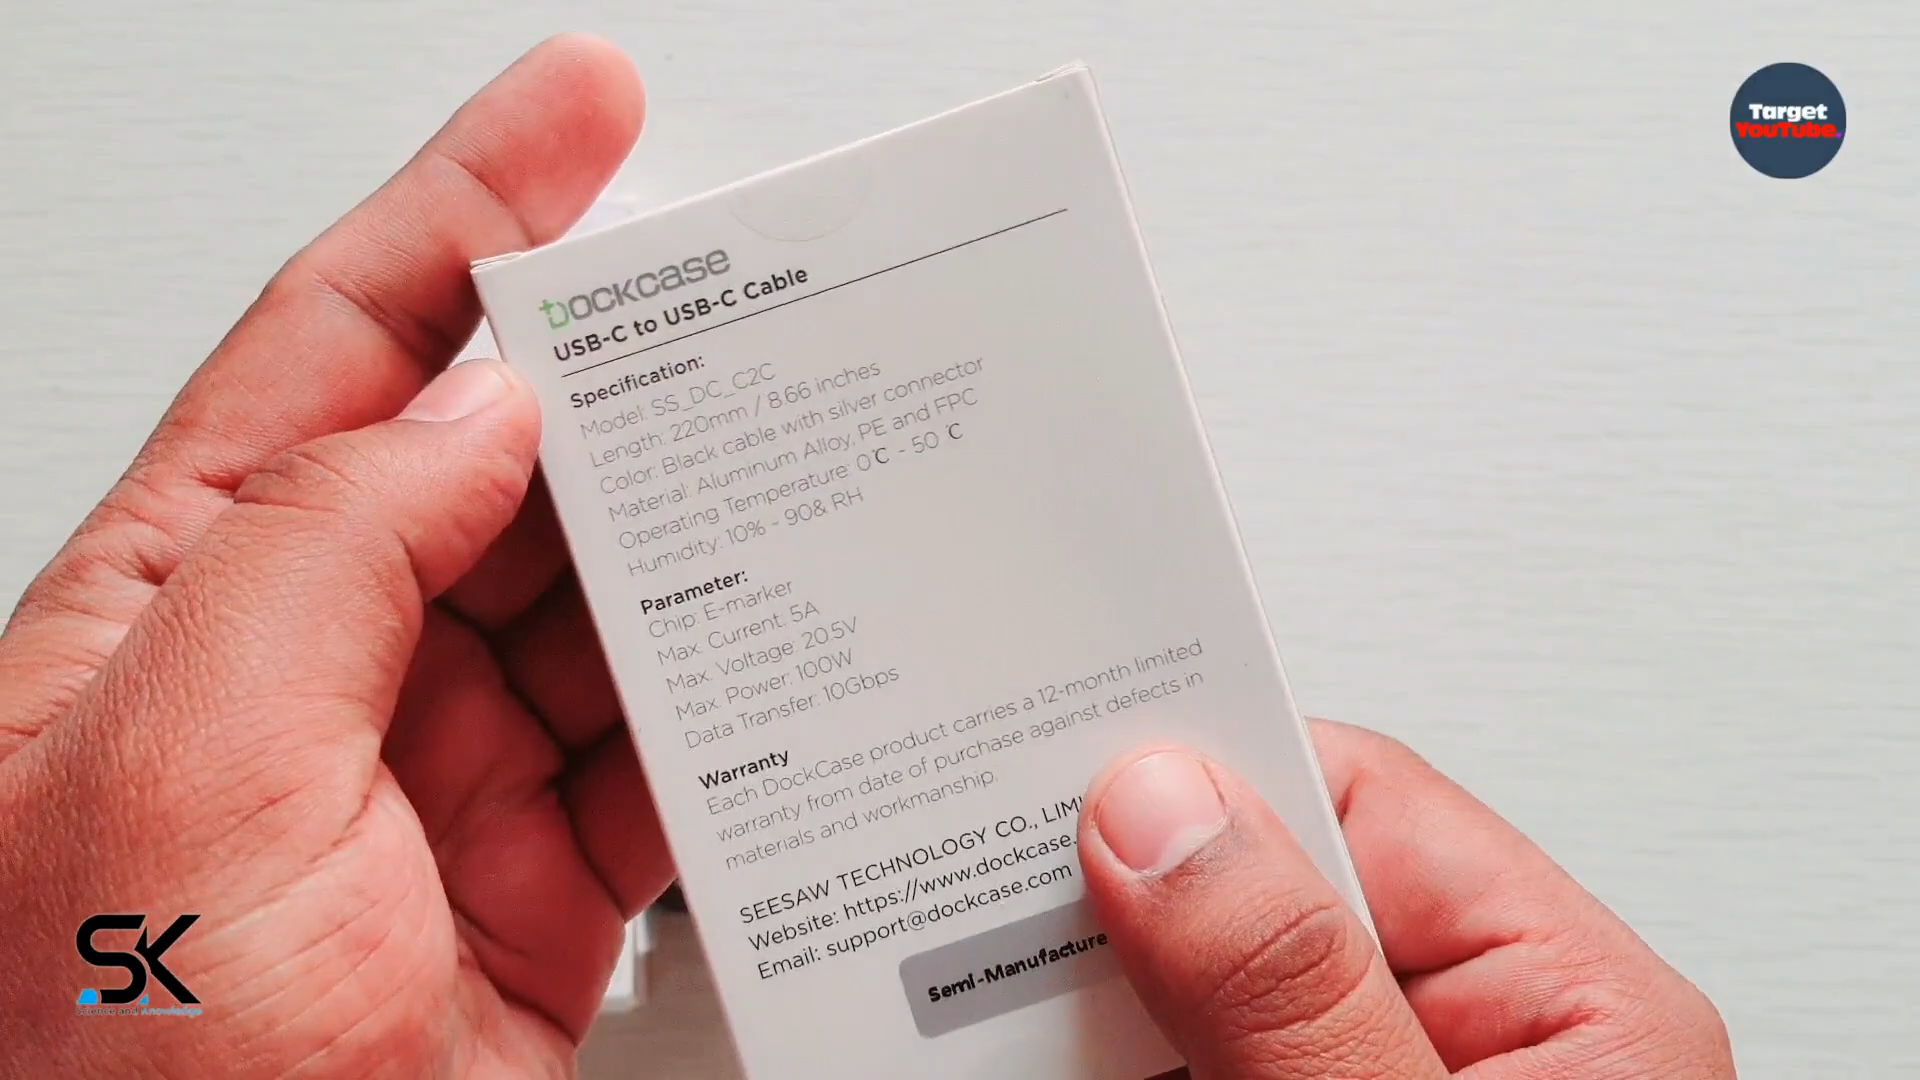 Target
YouTube.
DOCKCASE
USB-C to USB-C Cable
Specification:
Model: SS_DC_C2C
Length: 220mm / 8.66 inches
Color: Black cable with silver connector
Material: Aluminum Alloy, PE and FPC
Operating Temperature: 0℃ - 50 ℃
Humidity: 10% - 90& RH
Parameter:
Chip: E-marker
Max. Current: 5A
Max. Voltage: 20.5V
Max. Power: 100W
Data Transfer: 10Gbps
Warranty
Each DockCase product carries a 12-month limited
warranty from date of purchase against defects in
materials and workmanship.
SEESAW TECHNOLOGY CO., LIM
Website: https://www.dockcase.
Email: support@dockcase.com
Semi-Manufacture
SK
Science and Knowledge